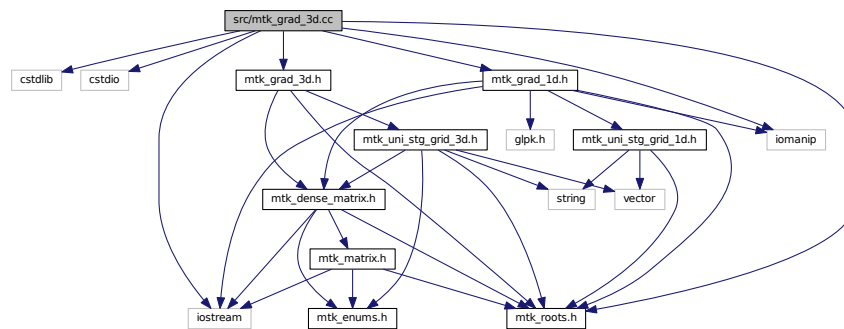 src/mtk_grad_3d.cc
cstdlib
cstdio
mtk_grad_3d.h
mtk_grad_1d.h
mtk_uni_stg_grid_3d.h
glpk.h
mtk_uni_stg_grid_1d.h
iomanip
mtk_dense_matrix.h
string
vector
mtk_matrix.h
iostream
mtk_enums.h
mtk_roots.h